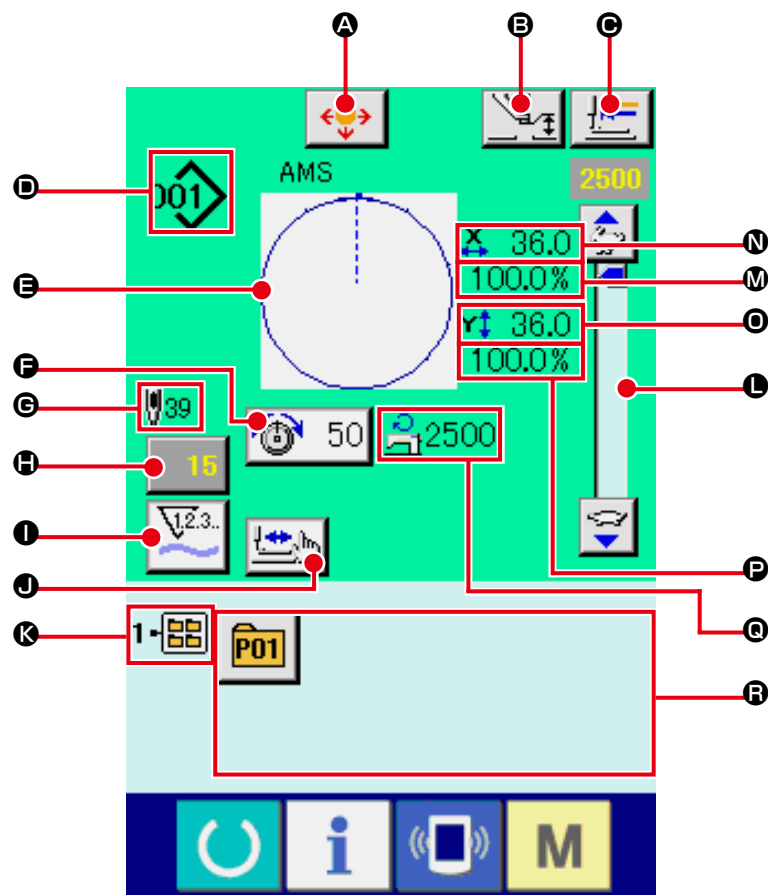 A B C
D 001 AMS 2500
X 36.0 N
E 100.0% M
Y 36.0 O
F 100.0% L
G 39
50 2500
H 15
I 1.2.3..
J P
K 1 P01 Q
R
i M